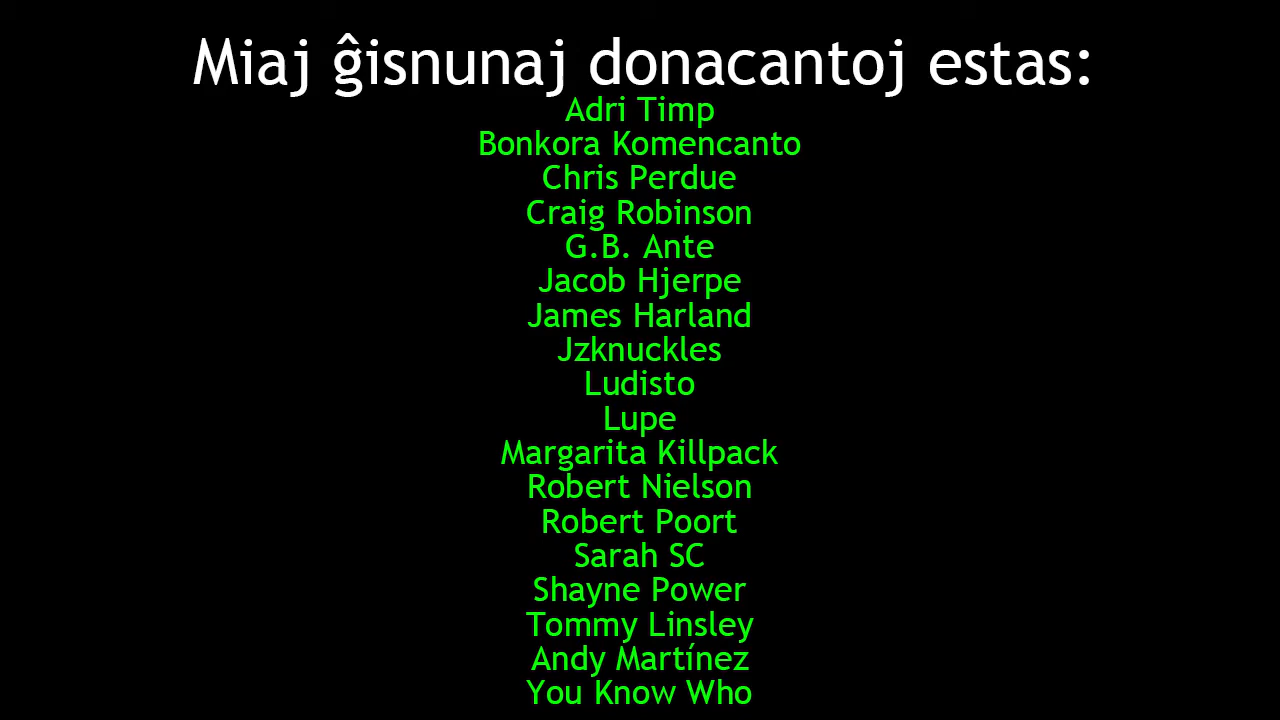 Miaj ĝisnunaj donacantoj estas:
Adri Timp
Bonkora Komencanto
Chris Perdue
Craig Robinson
G.B. Ante
Jacob Hjerpe
James Harland
Jzknuckles
Ludisto
Lupe
Margarita Killpack
Robert Nielson
Robert Poort
Sarah SC
Shayne Power
Tommy Linsley
Andy Martínez
You Know Who